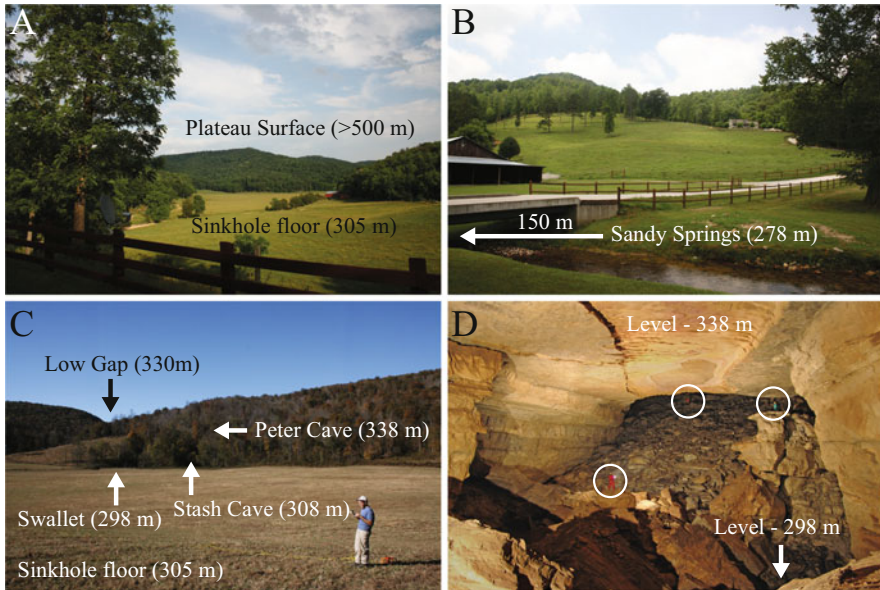 A
Plateau Surface (>500 m)
Sinkhole floor (305 m)
B
150 m
Sandy Springs (278 m)
C
Low Gap (330m)
Peter Cave (338 m)
Swallet (298 m)
Stash Cave (308 m)
Sinkhole floor (305 m)
D
Level - 338 m
Level - 298 m